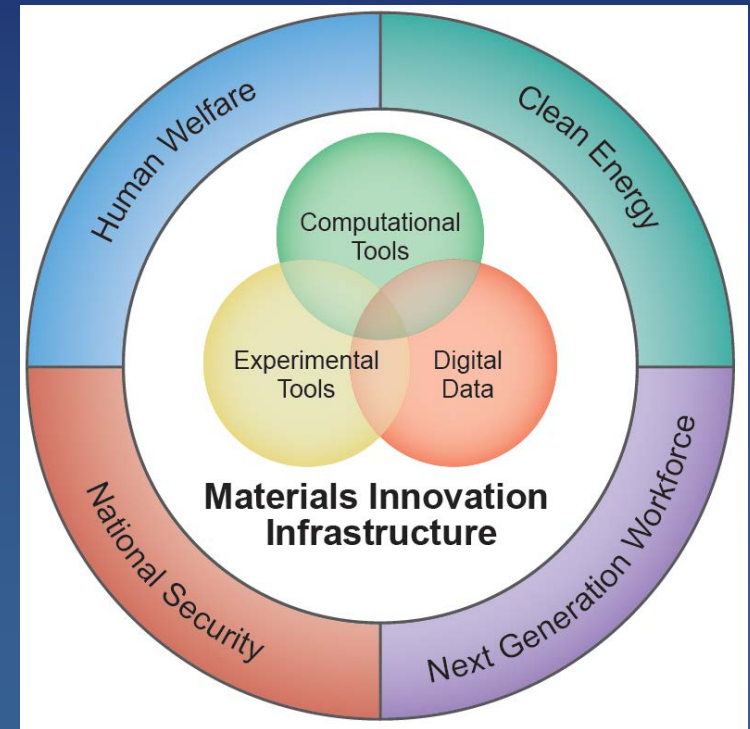 Human Welfare
Clean Energy
Computational
Tools
Experimental
Tools
Digital
Data
Materials Innovation
Infrastructure
National Security
Next Generation Workforce